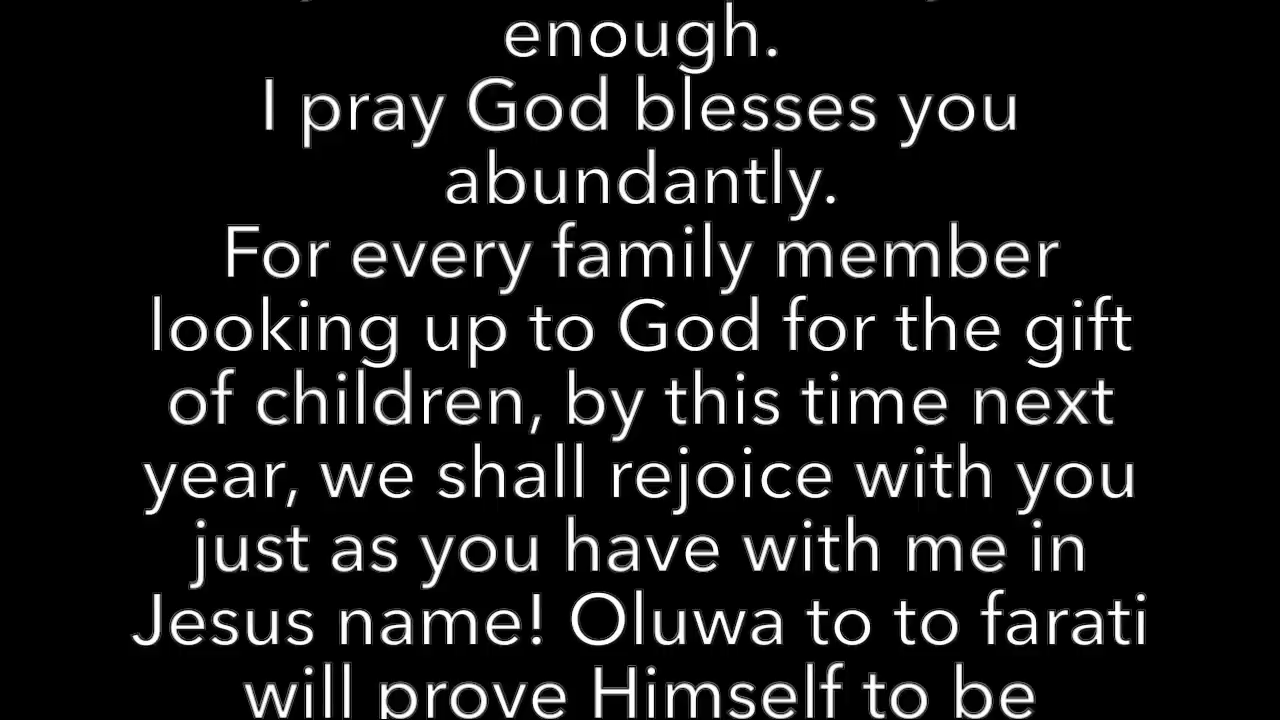 enough.
I pray God blesses you
abundantly.
For every family member
looking up to God for the gift
of children, by this time next
year, we shall rejoice with you
just as you have with me in
Jesus name! Oluwa to to farati
will prove Himself to be